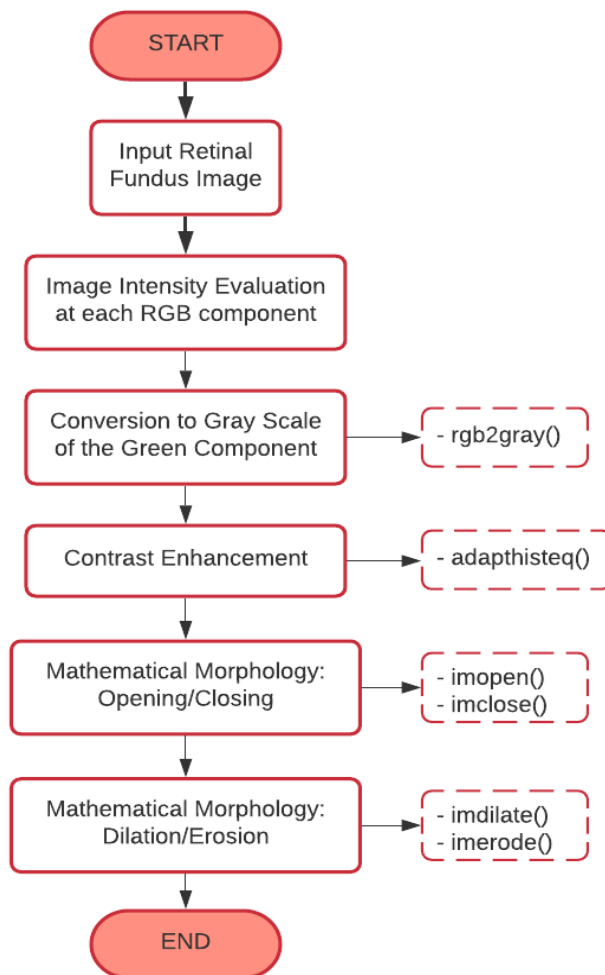 START
Input Retinal
Fundus Image
Image Intensity Evaluation
at each RGB component
Conversion to Gray Scale
of the Green Component
- rgb2gray()
Contrast Enhancement
- adapthisteq()
Mathematical Morphology:
Opening/Closing
- imopen()
- imclose()
Mathematical Morphology:
Dilation/Erosion
- imdilate()
- imerode()
END